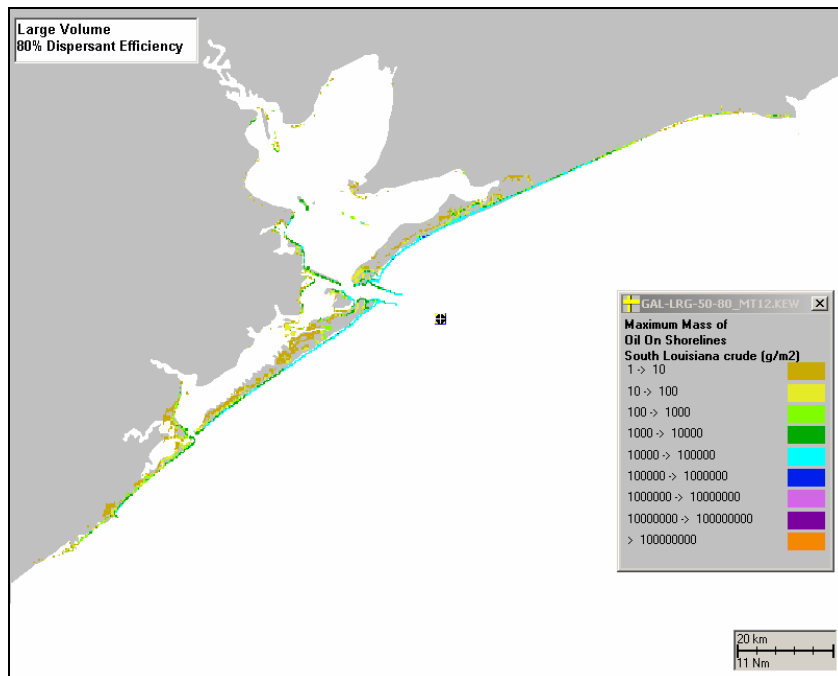 Large Volume
80% Dispersant Efficiency
GAL-LRG-50-80_MT12.KEW
Maximum Mass of
Oil On Shorelines
South Louisiana crude (g/m2)
1 -> 10
10 -> 100
100 -> 1000
1000 -> 10000
10000 -> 100000
100000 -> 1000000
1000000 -> 10000000
10000000 -> 100000000
> 100000000
20 km
11 Nm